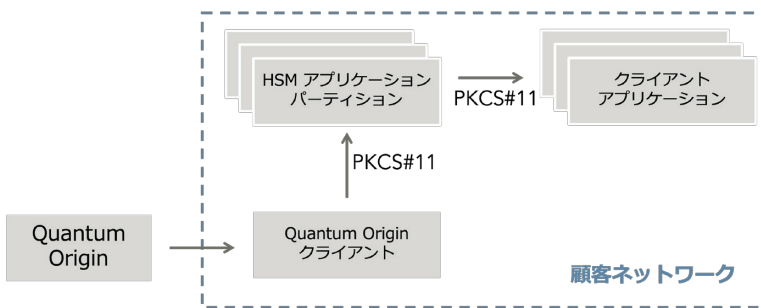 HSM アプリケーション
パーティション
PKCS#11
クライアント
アプリケーション
PKCS#11
Quantum
Origin
Quantum Origin
クライアント
顧客ネットワーク